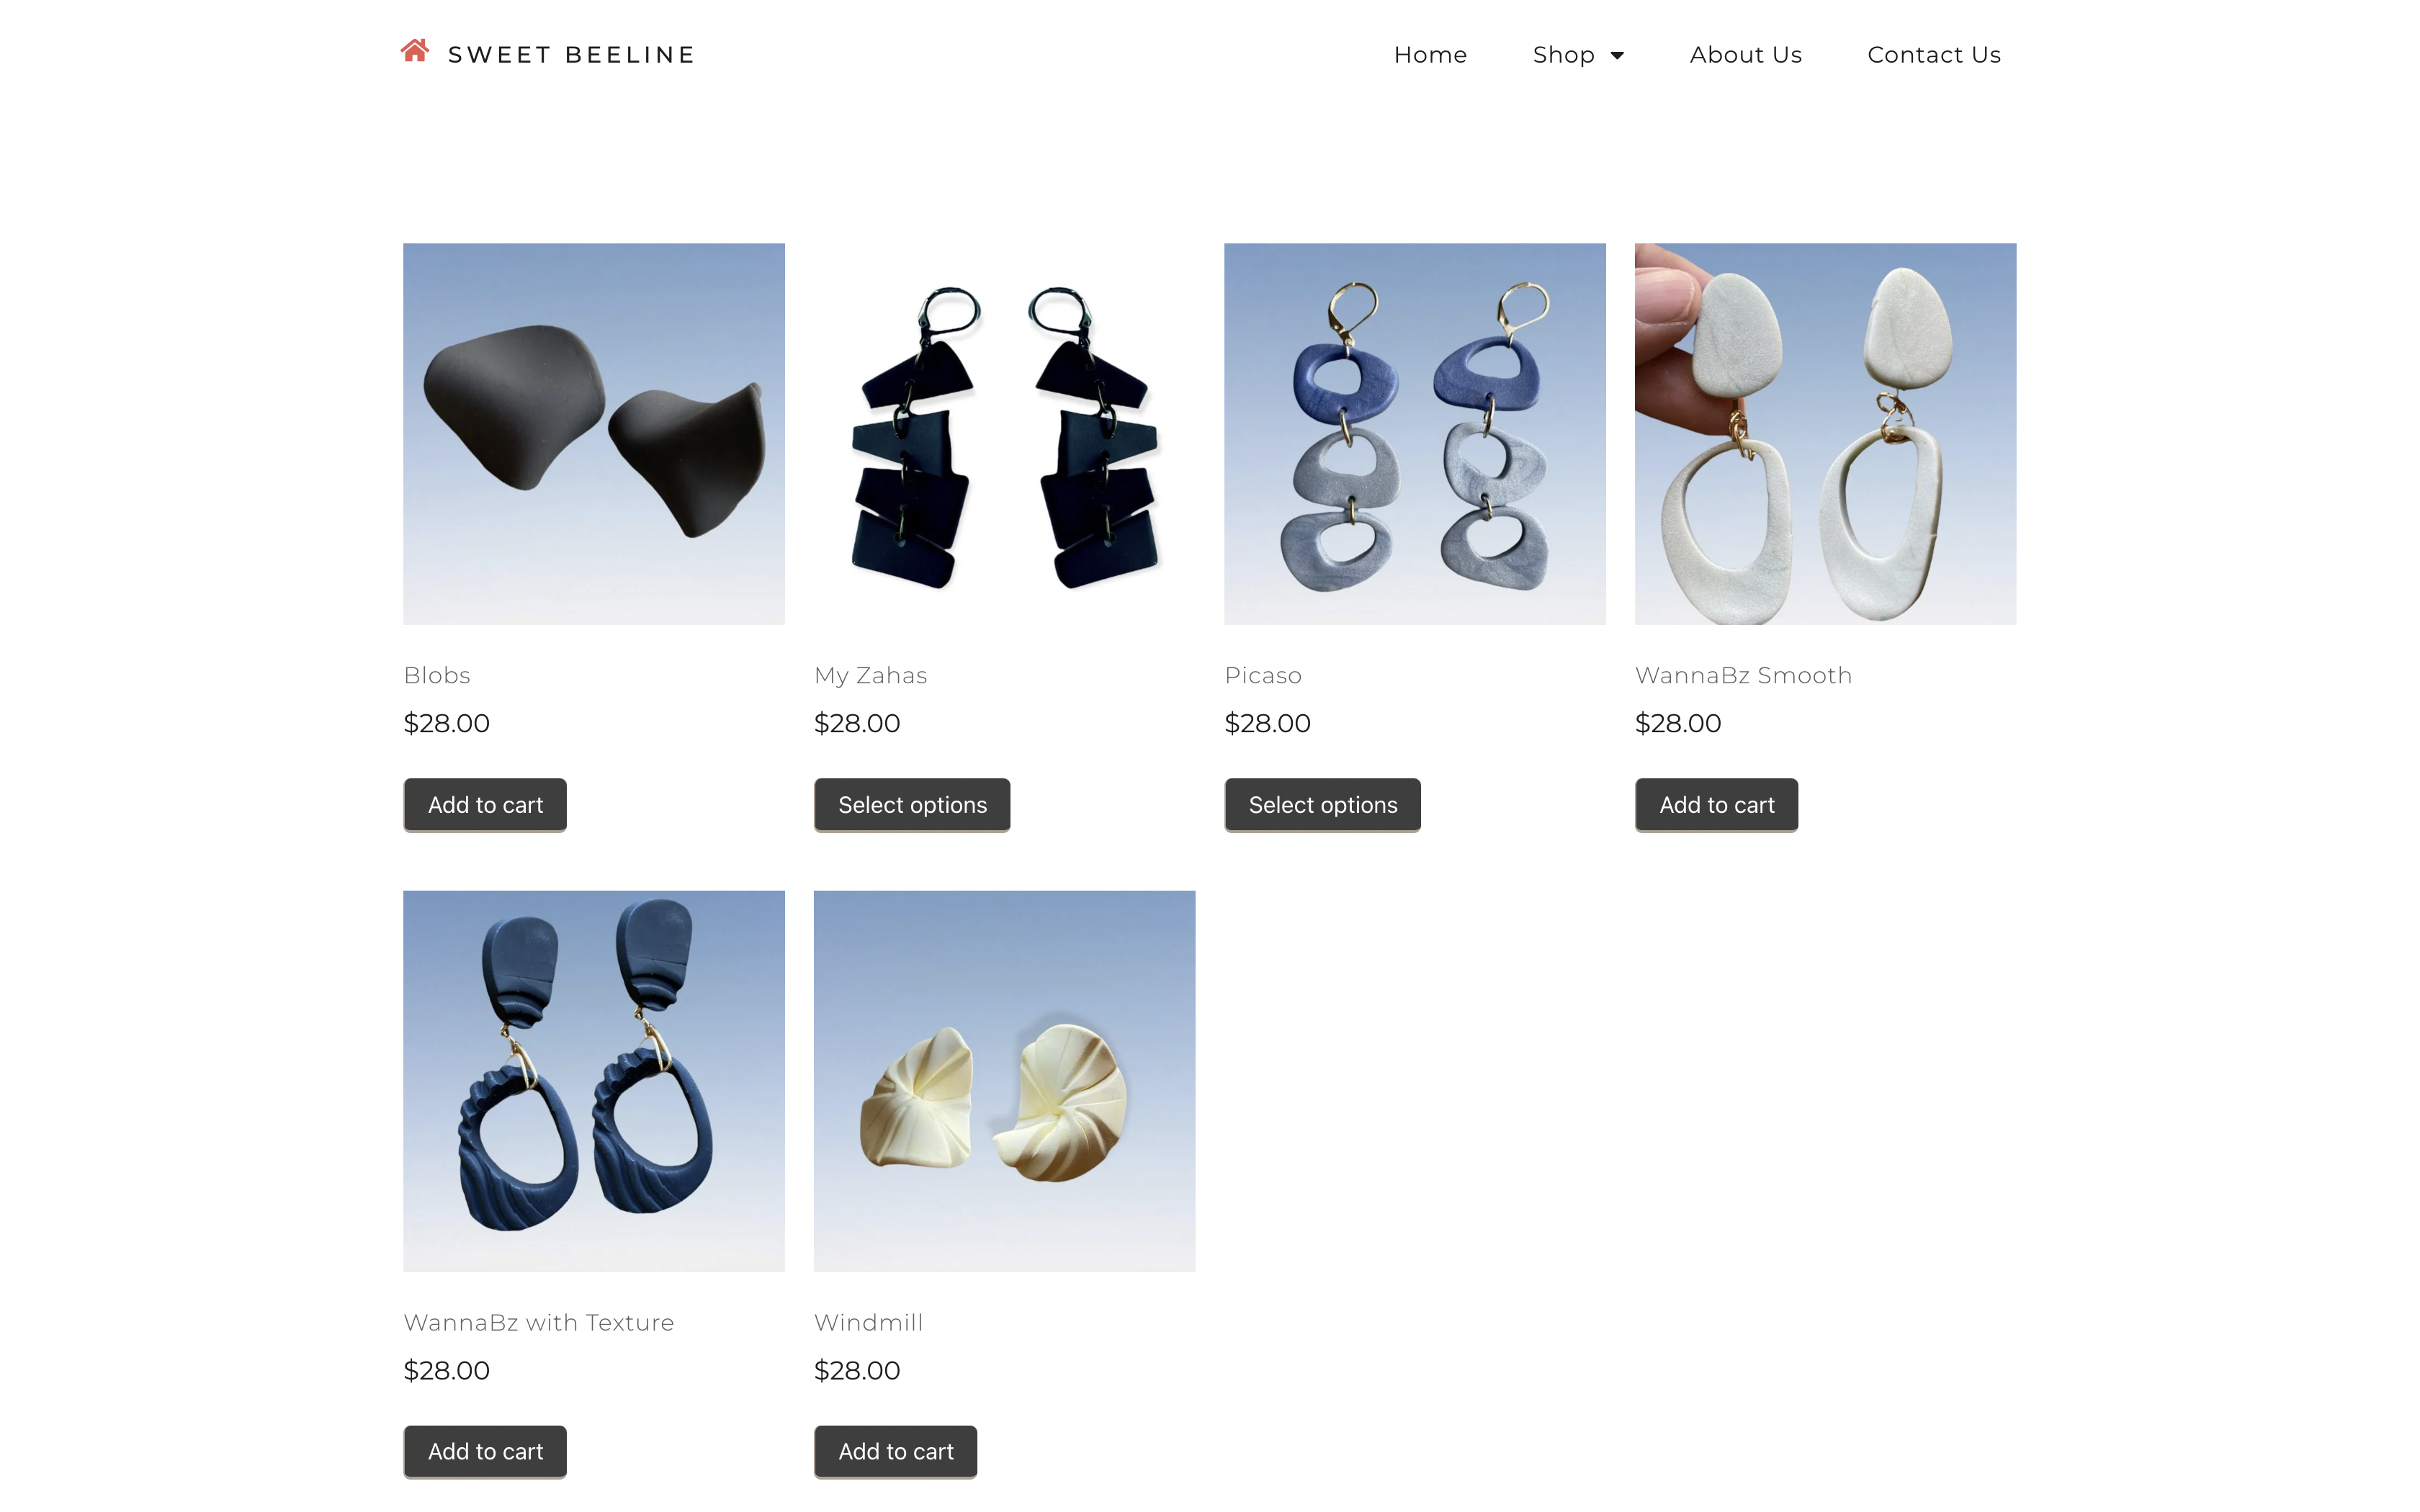 SWEET BEELINE
Home Shop About Us Contact Us
Blobs
$28.00
Add to cart
My Zahas
$28.00
Select options
Picaso
$28.00
Select options
WannaBz Smooth
$28.00
Add to cart
WannaBz with Texture
$28.00
Add to cart
Windmill
$28.00
Add to cart